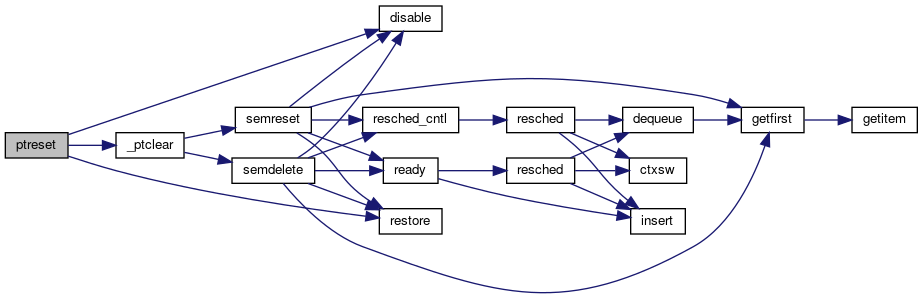 disable
semreset
resched_cntl
resched
dequeue
getfirst
getitem
ptreset
_ptclear
semdelete
ready
resched
ctxsw
restore
insert